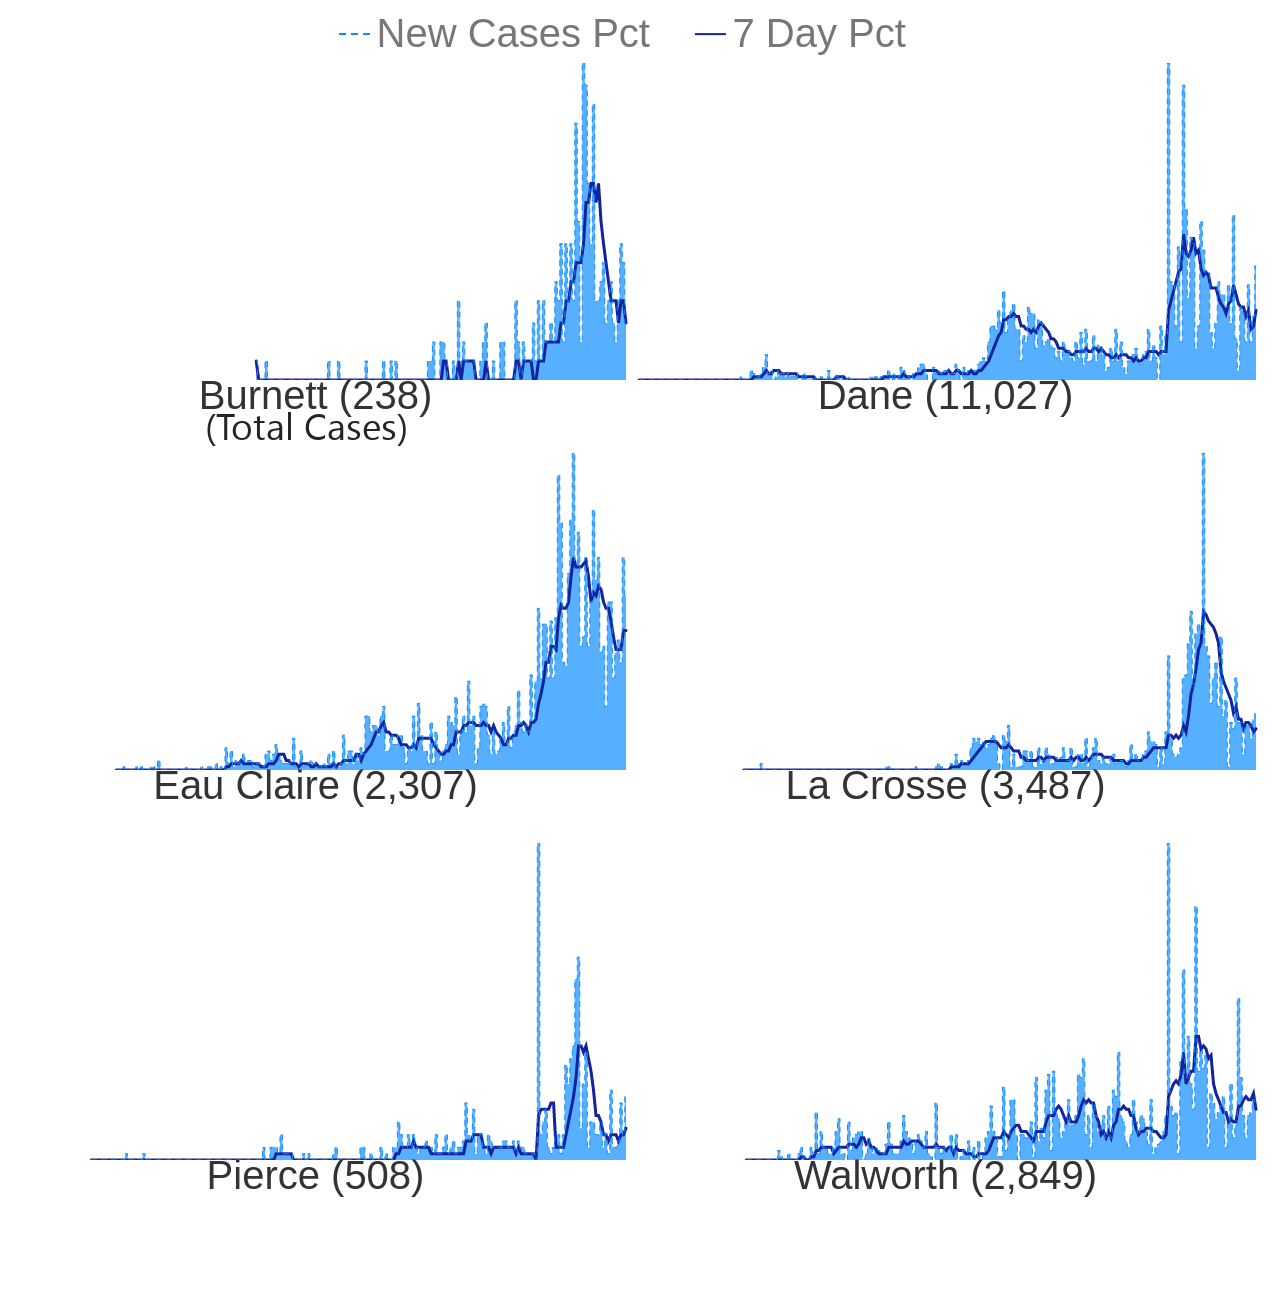 New Cases Pct 7 Day Pct
Burnett (238) Dane (11,027)
(Total Cases)
Eau Claire (2,307) La Crosse (3,487)
Pierce (508) Walworth (2,849)